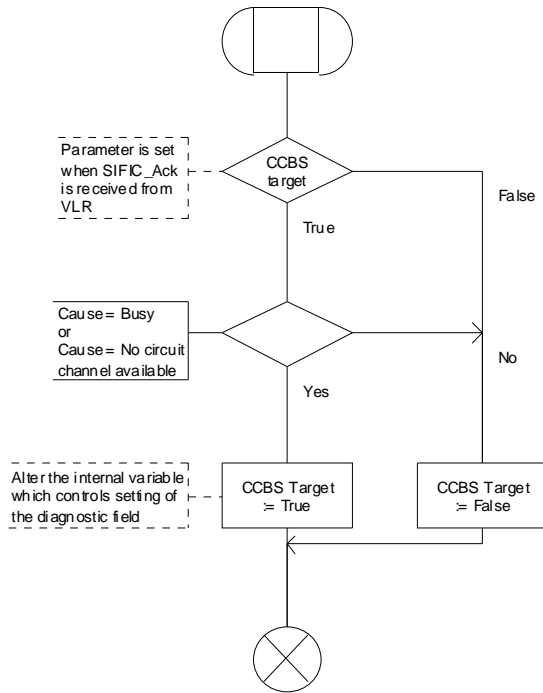 Parameter is set
when SIFIC_Ack
is received from
VLR
CCBS
target
False
True
Cause = Busy
or
Cause = No circuit
channel available
No
Yes
Alter the internal variable
which controls setting of
the diagnostic field
CCBS Target
:= True
CCBS Target
:= False